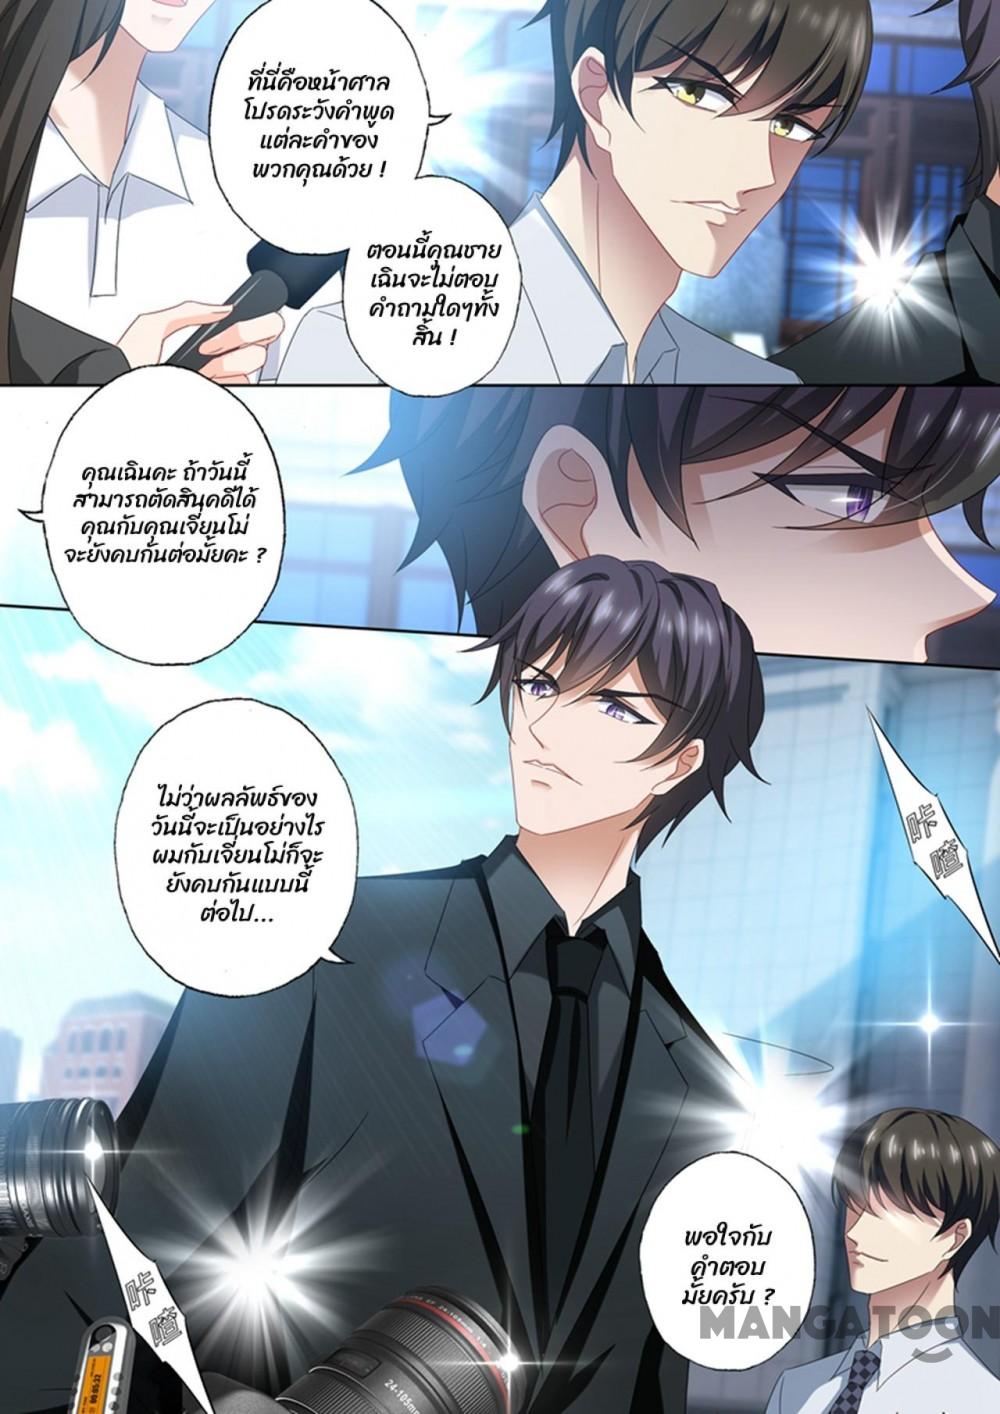 ที่นี่คือหน้าศาล
โปรดระวังคำพูด
แต่ละคำของ
พวกคุณด้วย !
ตอนนี้คุณชาย
เฉินจะไม่ตอบ
คำถามใดๆทั้ง
สิ้น !
คุณเฉินคะ ถ้าวันนี้
สามารถตัดสินคดีได้
คุณกับคุณเจี่ยนโม่
จะยังคบกันต่อมั้ยคะ ?
ไม่ว่าผลลัพธ์ของ
วันนี้จะเป็นอย่างไร
ผมกับเจี่ยนโม่ก็จะ
ยังคบกันแบบนี้
ต่อไป...
咔
嚓
พอใจกับ
คำตอบ
มั้ยครับ ?
咔
嚓
MANGATOON
24-105mm 1:4
24-105mm
00:05:32